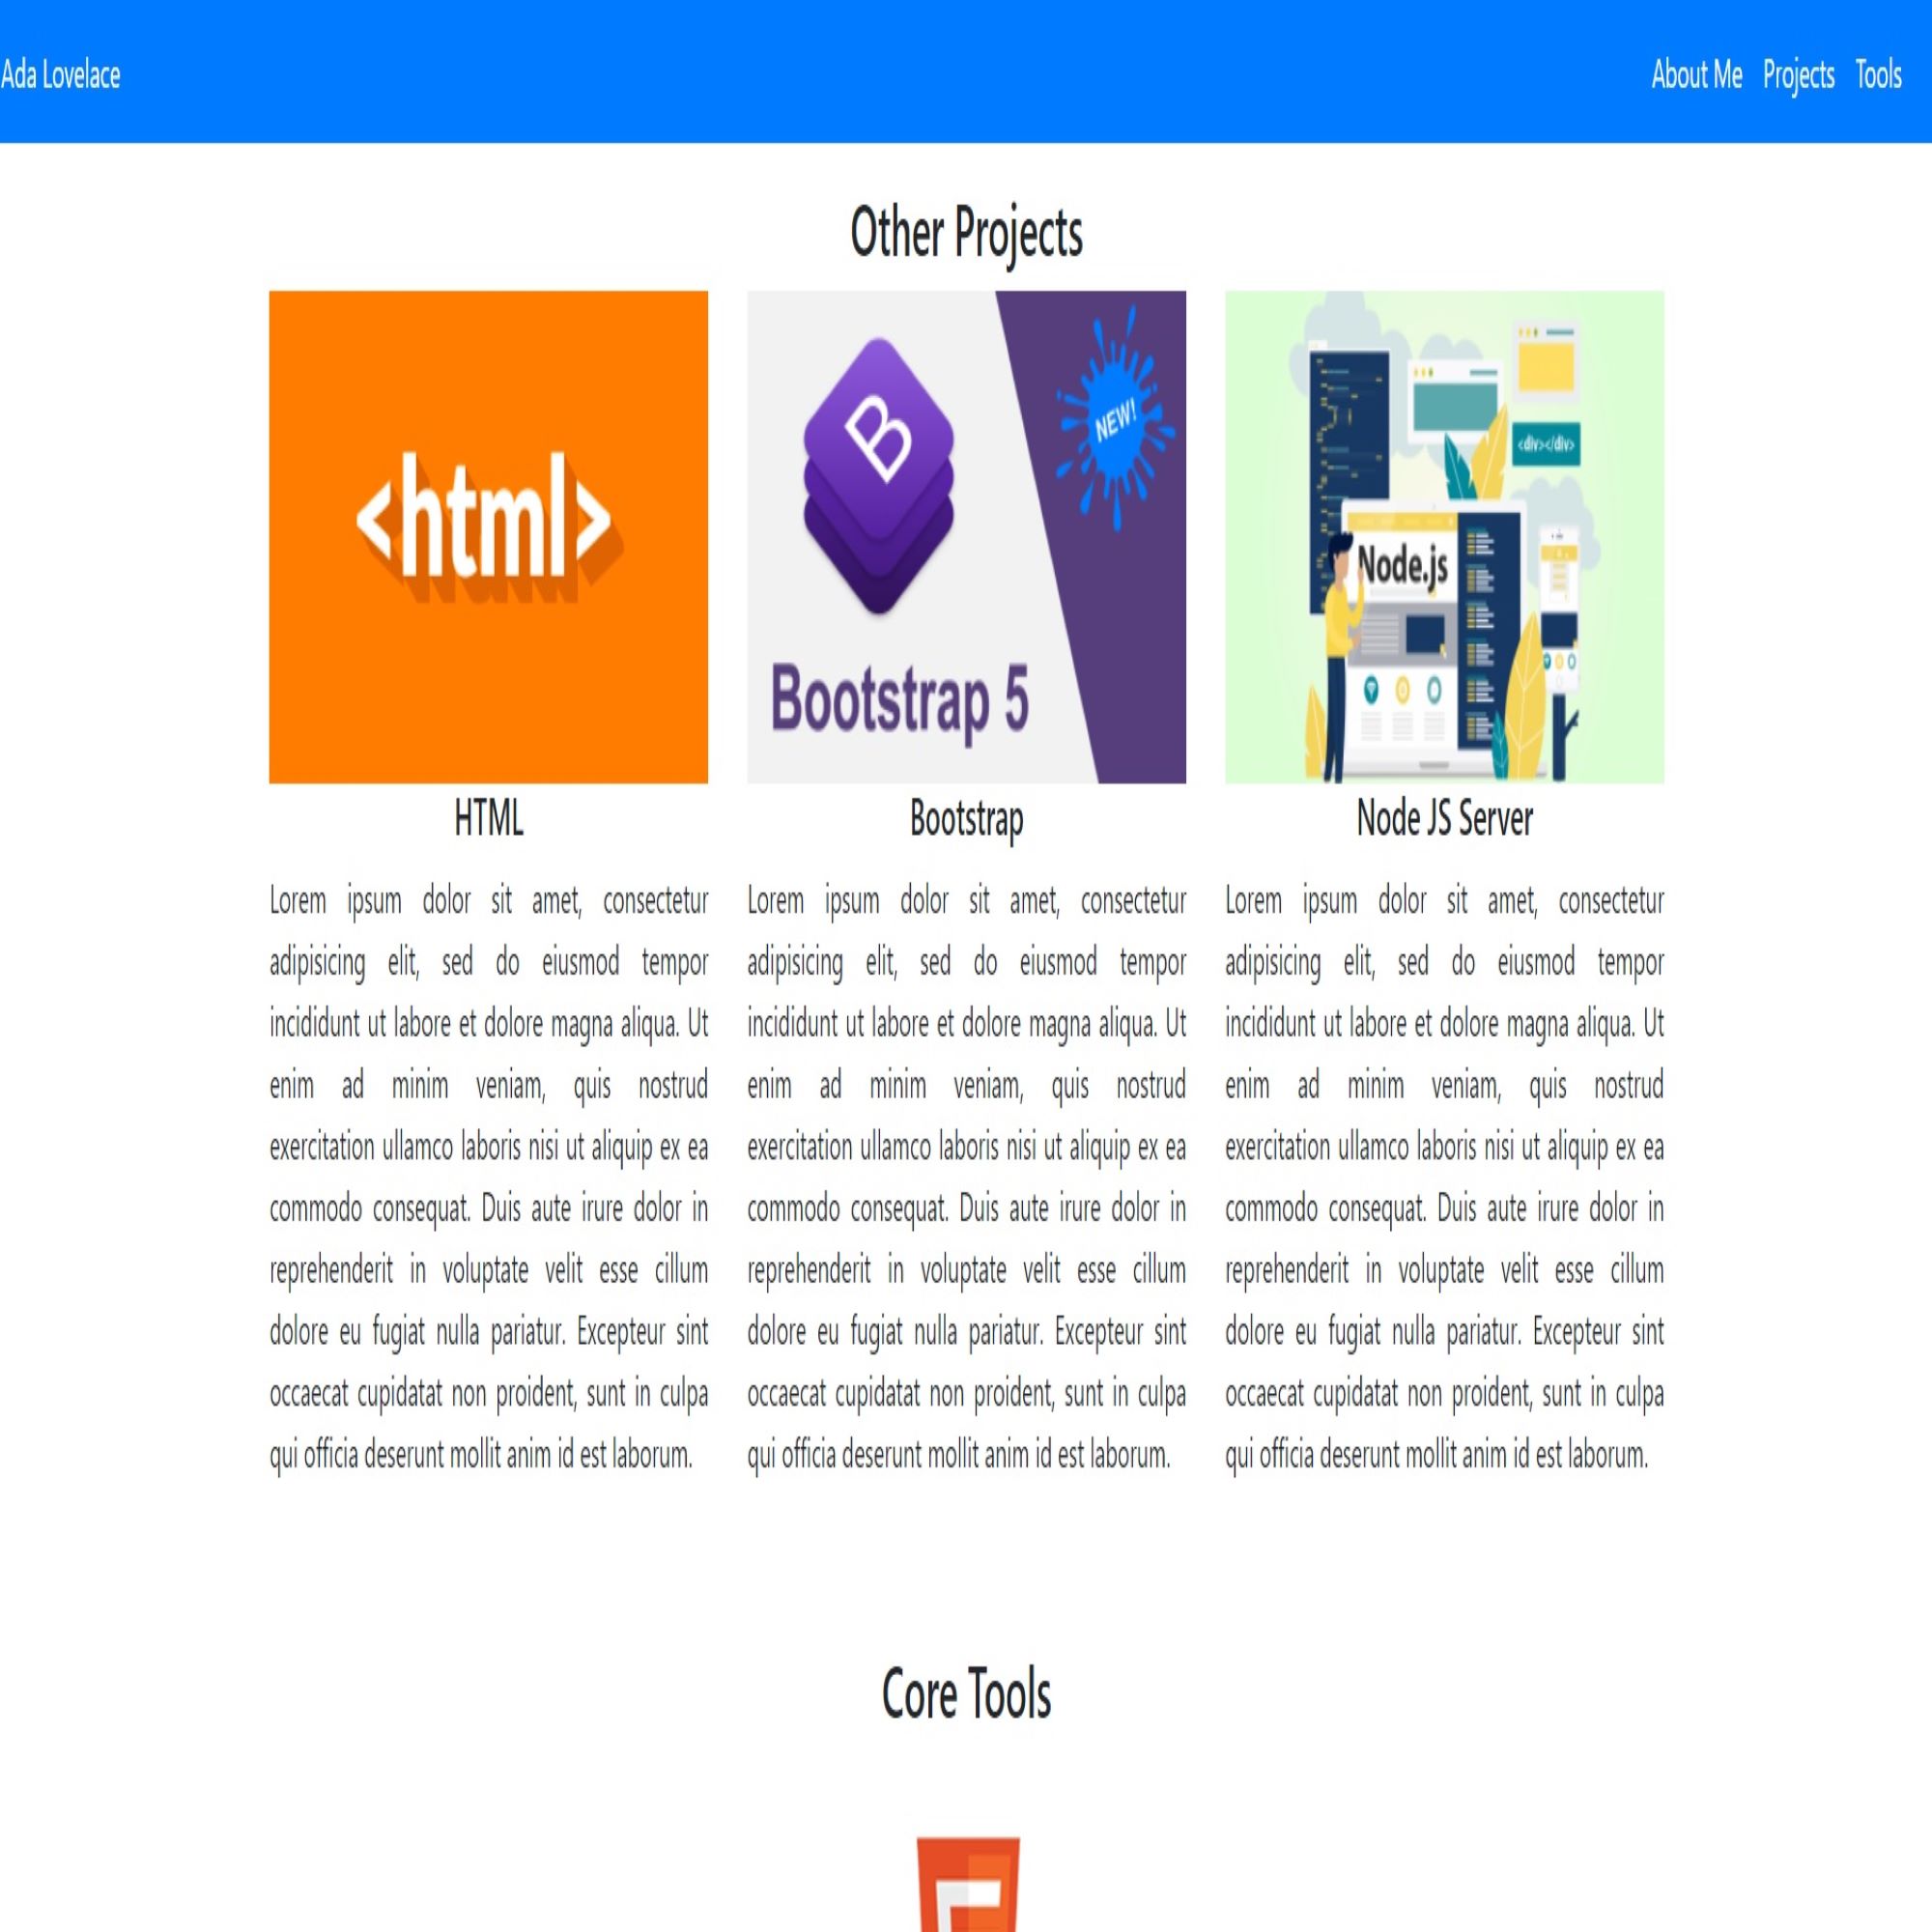 Ada Lovelace
About Me Projects Tools
Other Projects
<html>
B
Bootstrap 5
NEW!
<div></div>
Node.js
HTML
Lorem ipsum dolor sit amet, consectetur
adipisicing elit, sed do eiusmod tempor
incididunt ut labore et dolore magna aliqua. Ut
enim ad minim veniam, quis nostrud
exercitation ullamco laboris nisi ut aliquip ex ea
commodo consequat. Duis aute irure dolor in
reprehenderit in voluptate velit esse cillum
dolore eu fugiat nulla pariatur. Excepteur sint
occaecat cupidatat non proident, sunt in culpa
qui officia deserunt mollit anim id est laborum.
Bootstrap
Lorem ipsum dolor sit amet, consectetur
adipisicing elit, sed do eiusmod tempor
incididunt ut labore et dolore magna aliqua. Ut
enim ad minim veniam, quis nostrud
exercitation ullamco laboris nisi ut aliquip ex ea
commodo consequat. Duis aute irure dolor in
reprehenderit in voluptate velit esse cillum
dolore eu fugiat nulla pariatur. Excepteur sint
occaecat cupidatat non proident, sunt in culpa
qui officia deserunt mollit anim id est laborum.
Node JS Server
Lorem ipsum dolor sit amet, consectetur
adipisicing elit, sed do eiusmod tempor
incididunt ut labore et dolore magna aliqua. Ut
enim ad minim veniam, quis nostrud
exercitation ullamco laboris nisi ut aliquip ex ea
commodo consequat. Duis aute irure dolor in
reprehenderit in voluptate velit esse cillum
dolore eu fugiat nulla pariatur. Excepteur sint
occaecat cupidatat non proident, sunt in culpa
qui officia deserunt mollit anim id est laborum.
Core Tools